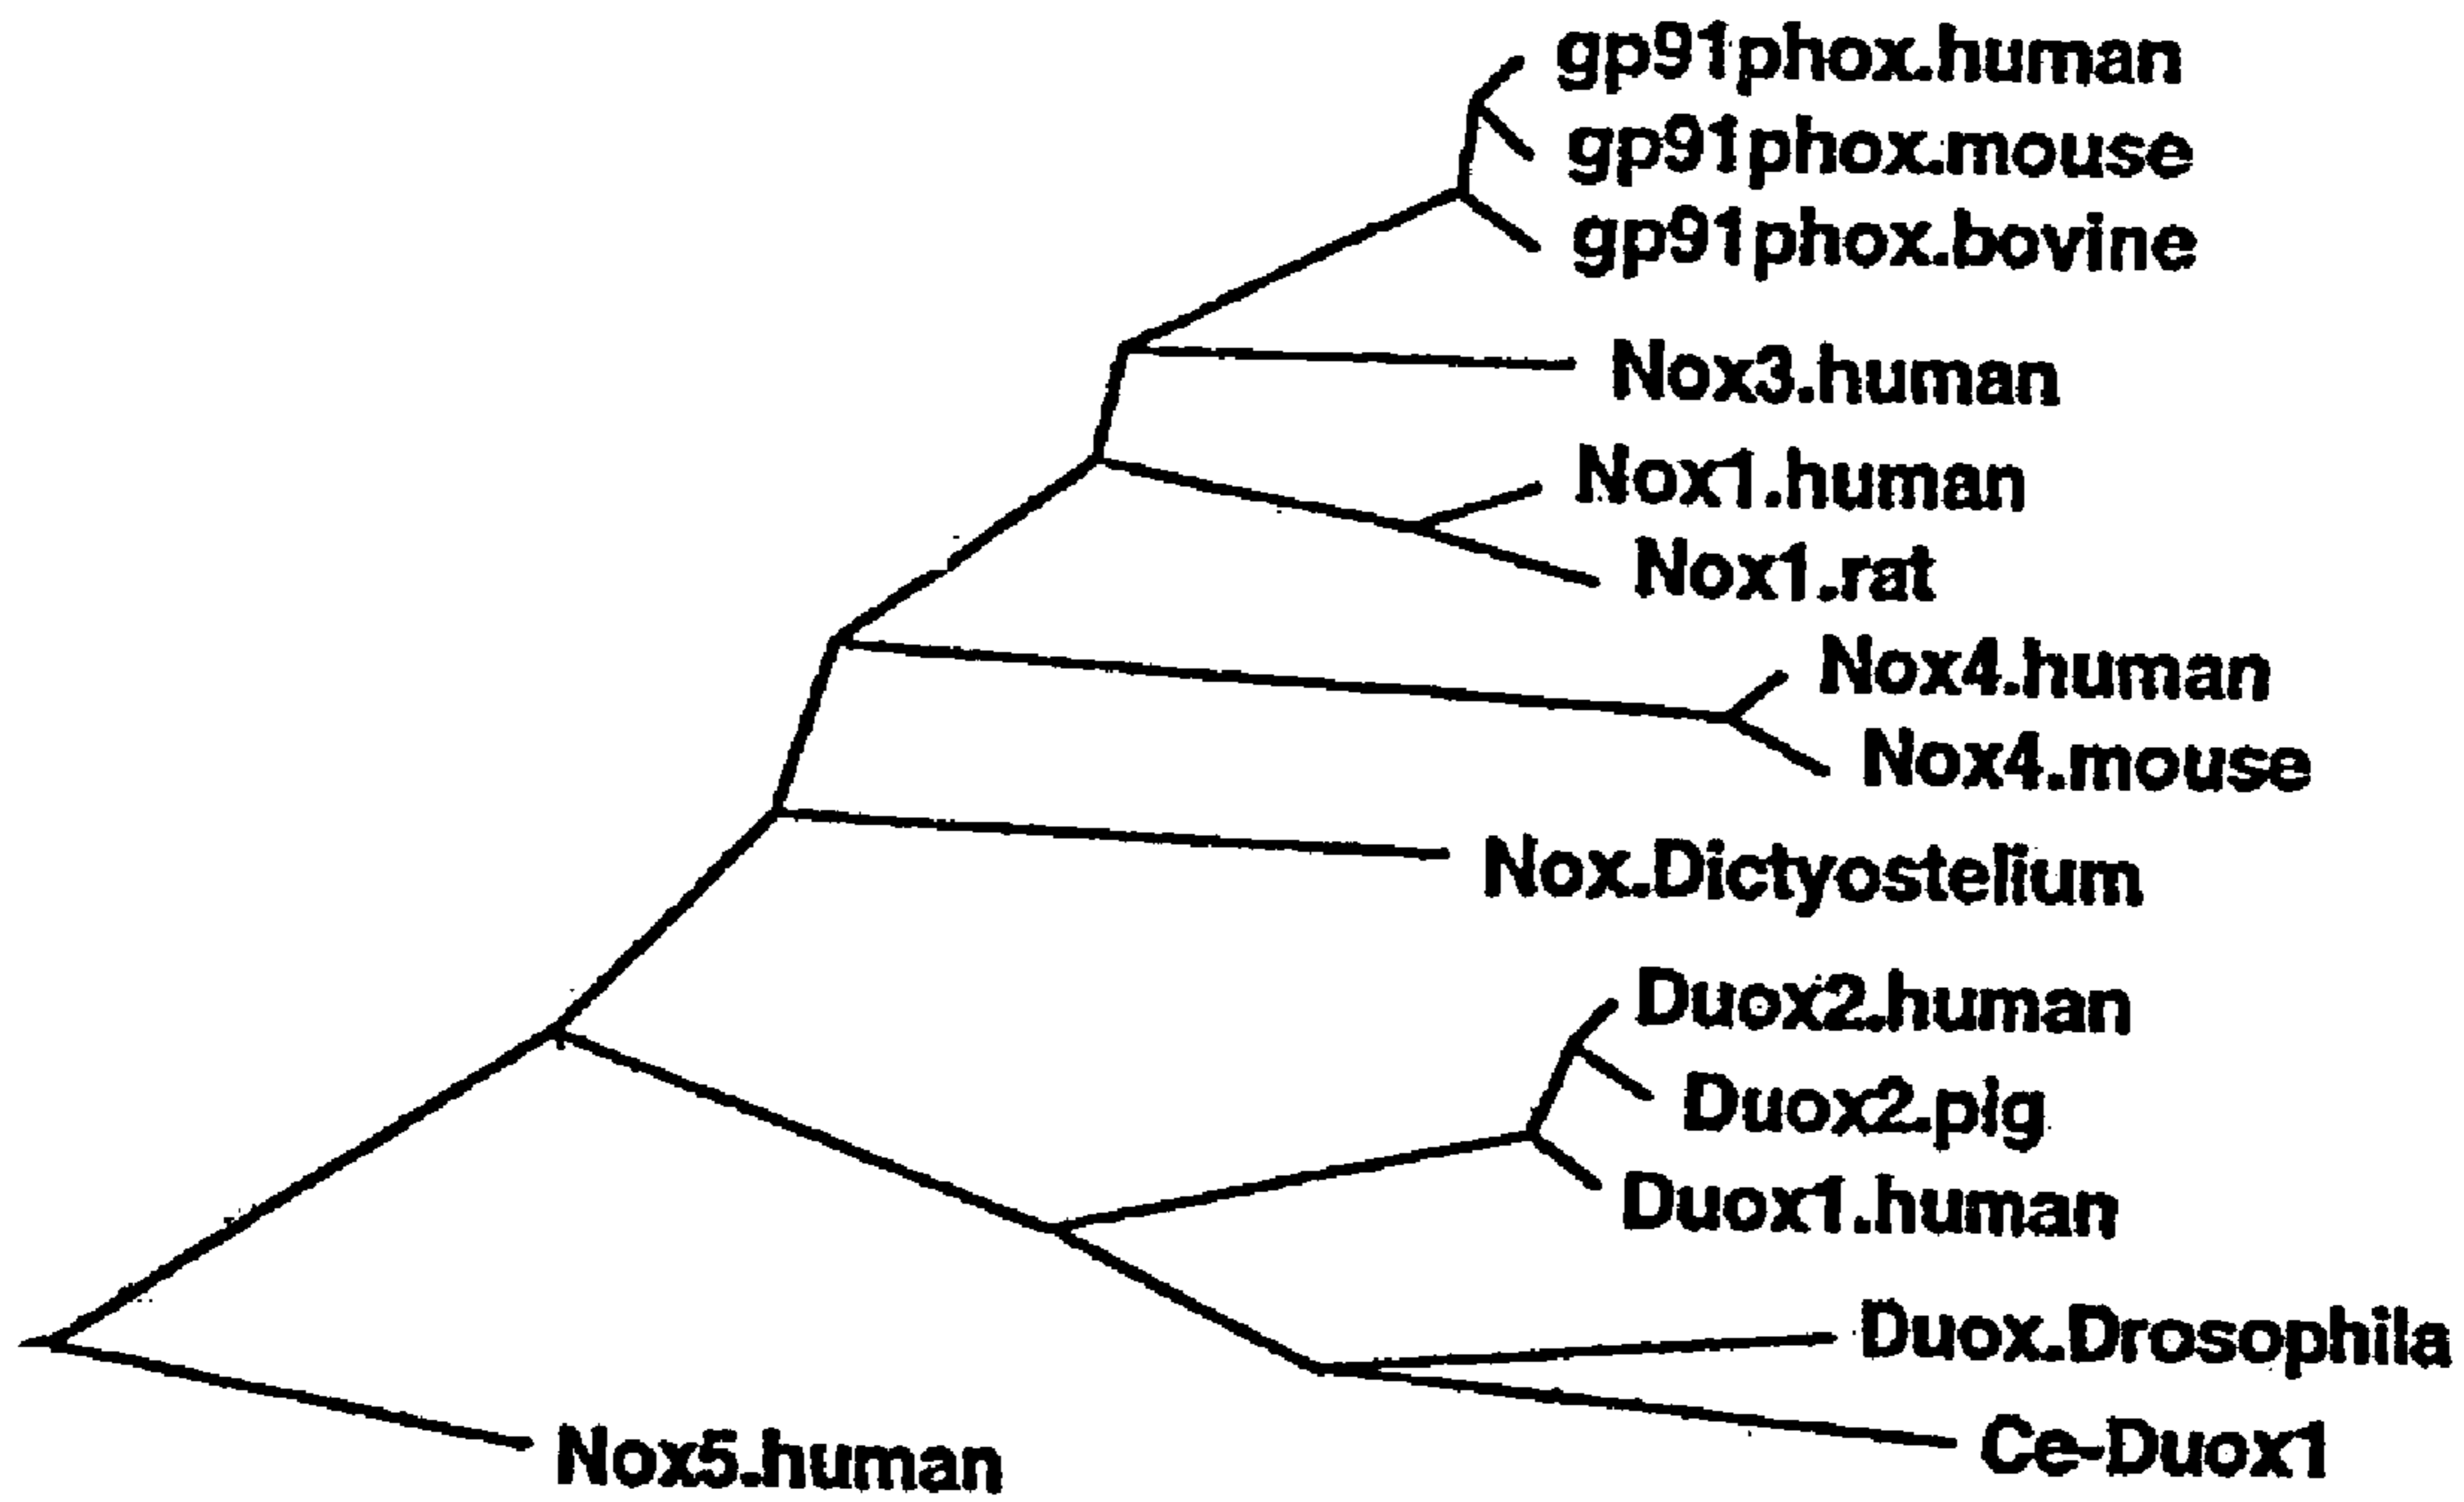 gp91phox.human
gp91phox.mouse
gp91phox.bovine
Nox3.human
Nox1.human
Nox1.rat
Nox4.human
Nox4.mouse
Nox.Dictyostelium
Duox2.human
Duox2.pig
Duox1.human
Duox.Drosophila
Ce-Duox1
Nox5.human